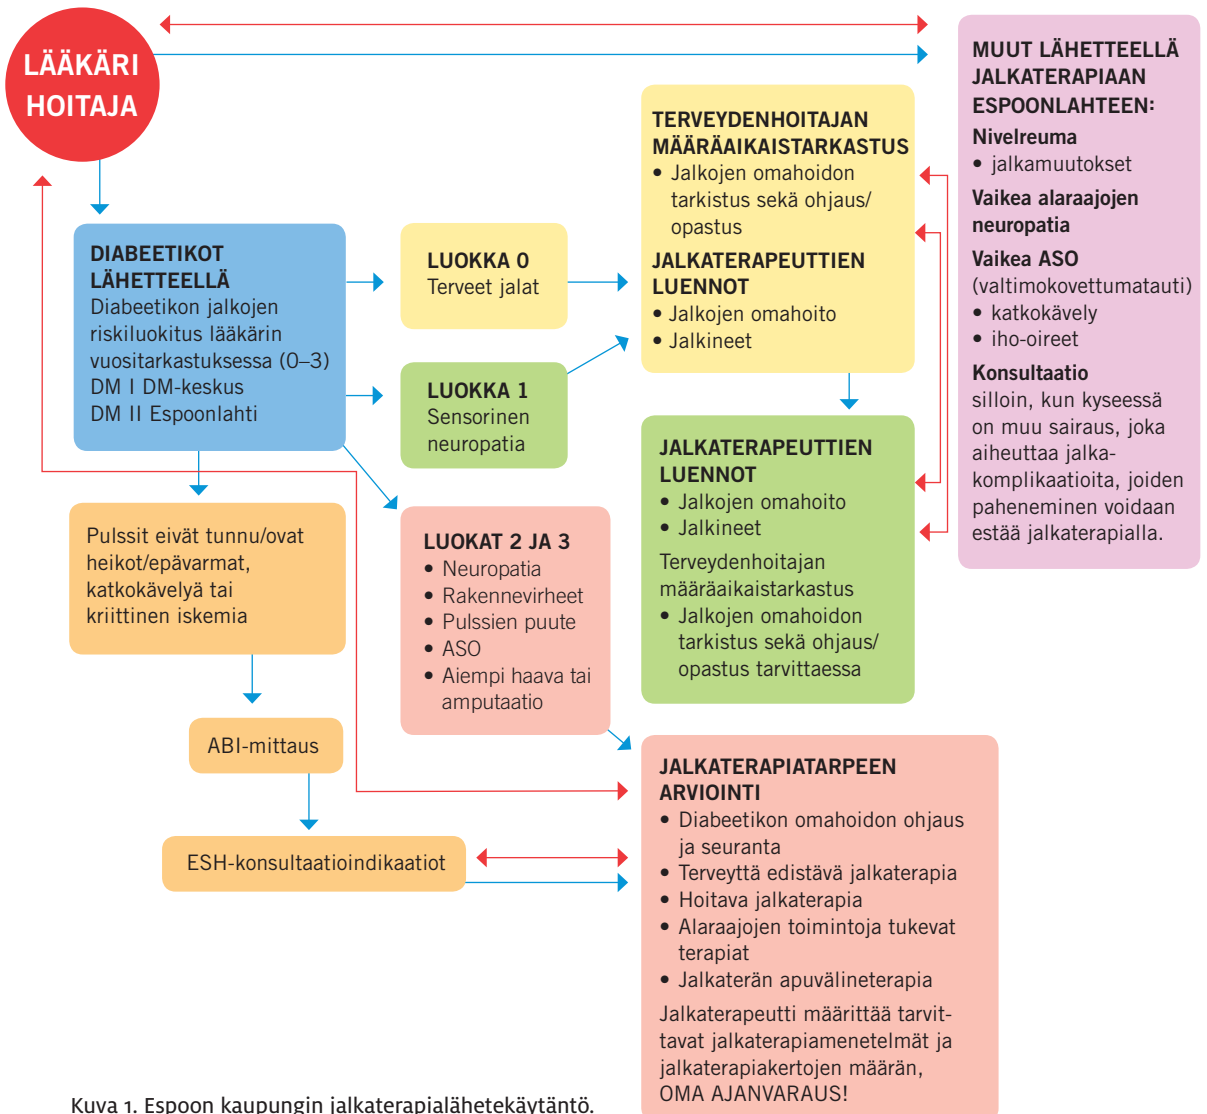 LÄÄKÄRI
HOITAJA
DIABEETIKOT
LÄHETTEELLÄ
Diabeetikon jalkojen
riskiluokitus lääkärin
vuositarkastuksessa (0–3)
DM I DM-keskus
DM II Espoonlahti
LUOKKA 0
Terveet jalat
LUOKKA 1
Sensorinen
neuropatia
TERVEYDENHOITAJAN
MÄÄRÄAIKAISTARKASTUS
• Jalkojen omahoidon
tarkistus sekä ohjaus/
opastus
JALKATERAPEUTTIEN
LUENNOT
• Jalkojen omahoito
• Jalkineet
JALKATERAPEUTTIEN
LUENNOT
• Jalkojen omahoito
• Jalkineet
Terveydenhoitajan
määräaikaistarkastus
• Jalkojen omahoidon
tarkistus sekä ohjaus/
opastus tarvittaessa
MUUT LÄHETTEELLÄ
JALKATERAPIAAN
ESPOONLAHTEEN:
Nivelreuma
• jalkamuutokset
Vaikea alaraajojen
neuropatia
Vaikea ASO
(valtimokovettumatauti)
• katkokävely
• iho-oireet
Konsultaatio
silloin, kun kyseessä
on muu sairaus, joka
aiheuttaa jalka-
komplikaatioita, joiden
paheneminen voidaan
estää jalkaterapialla.
Pulssit eivät tunnu/ovat
heikot/epävarmat,
katkokävelyä tai
kriittinen iskemia
LUOKAT 2 JA 3
• Neuropatia
• Rakennevirheet
• Pulssien puute
• ASO
• Aiempi haava tai
amputaatio
ABI-mittaus
ESH-konsultaatioindikaatiot
JALKATERAPIATARPEEN
ARVIOINTI
• Diabeetikon omahoidon ohjaus
ja seuranta
• Terveyttä edistävä jalkaterapia
• Hoitava jalkaterapia
• Alaraajojen toimintoja tukevat
terapiat
• Jalkaterän apuvälineterapia
Jalkaterapeutti määrittää tarvit-
tavat jalkaterapiamenetelmät ja
jalkaterapiakertojen määrän,
OMA AJANVARAUS!
Kuva 1. Espoon kaupungin jalkaterapialähetekäytäntö.